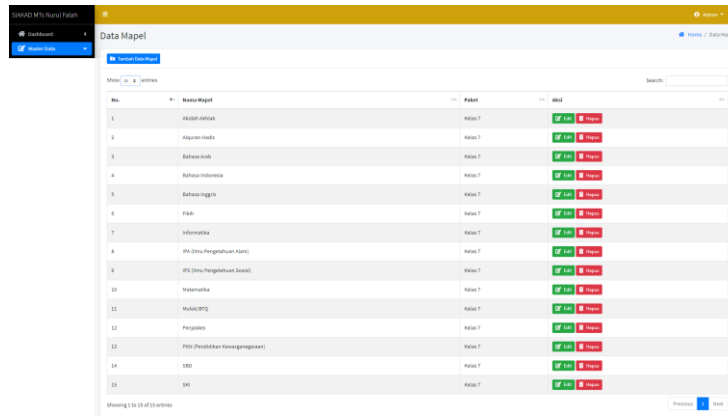 SIAKAD MTs Nurul Falah
Admin
Dashboard
Master Data
Data Mapel
Home / Data Ma
Tambah Data Mapel
Show entries
Search:
No. Nama Mapel Paket Aksi
1 Akidah Akhlak Kelas 7 Edit Hapus
2 Alquran Hadis Kelas 7 Edit Hapus
3 Bahasa Arab Kelas 7 Edit Hapus
4 Bahasa Indonesia Kelas 7 Edit Hapus
5 Bahasa Inggris Kelas 7 Edit Hapus
6 Fikih Kelas 7 Edit Hapus
7 Informatika Kelas 7 Edit Hapus
8 IPA (Ilmu Pengetahuan Alam) Kelas 7 Edit Hapus
9 IPS (Ilmu Pengetahuan Sosial) Kelas 7 Edit Hapus
10 Matematika Kelas 7 Edit Hapus
11 Mulok/BTQ Kelas 7 Edit Hapus
12 Penjaskes Kelas 7 Edit Hapus
13 PKN (Pendidikan Kewarganegaraan) Kelas 7 Edit Hapus
14 SBD Kelas 7 Edit Hapus
15 SKI Kelas 7 Edit Hapus
Showing 1 to 15 of 15 entries
Previous 1 Next